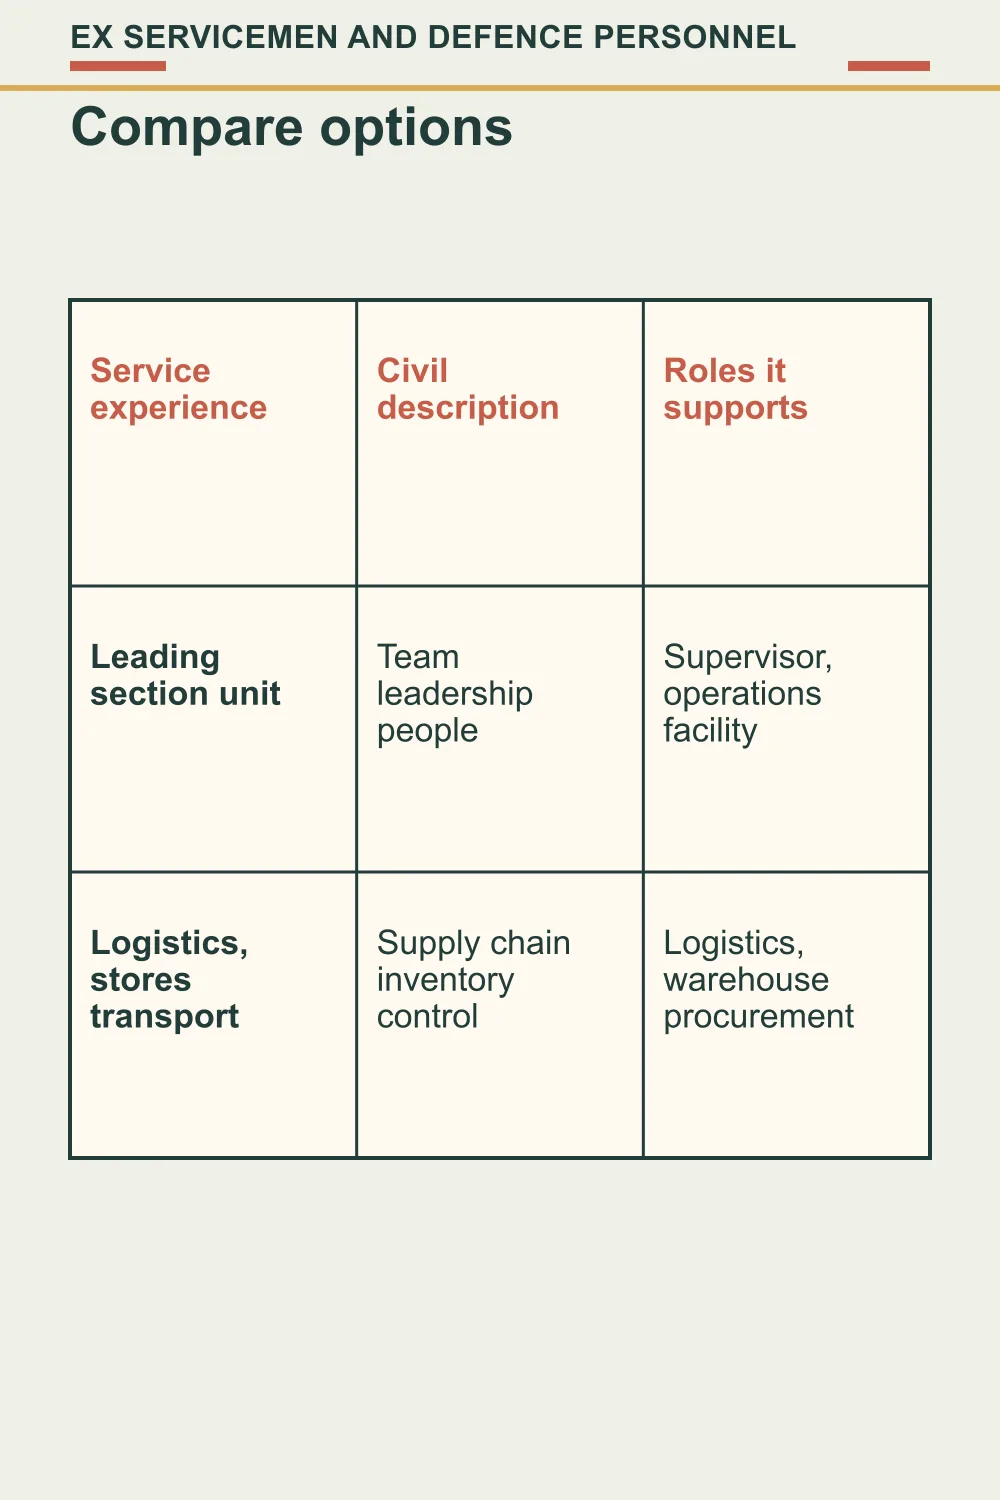 EX SERVICEMEN AND DEFENCE PERSONNEL
Compare options
Service
experience
Civil
description
Roles it
supports
Leading
section unit
Team
leadership
people
Supervisor,
operations
facility
Logistics,
stores
transport
Supply chain
inventory
control
Logistics,
warehouse
procurement